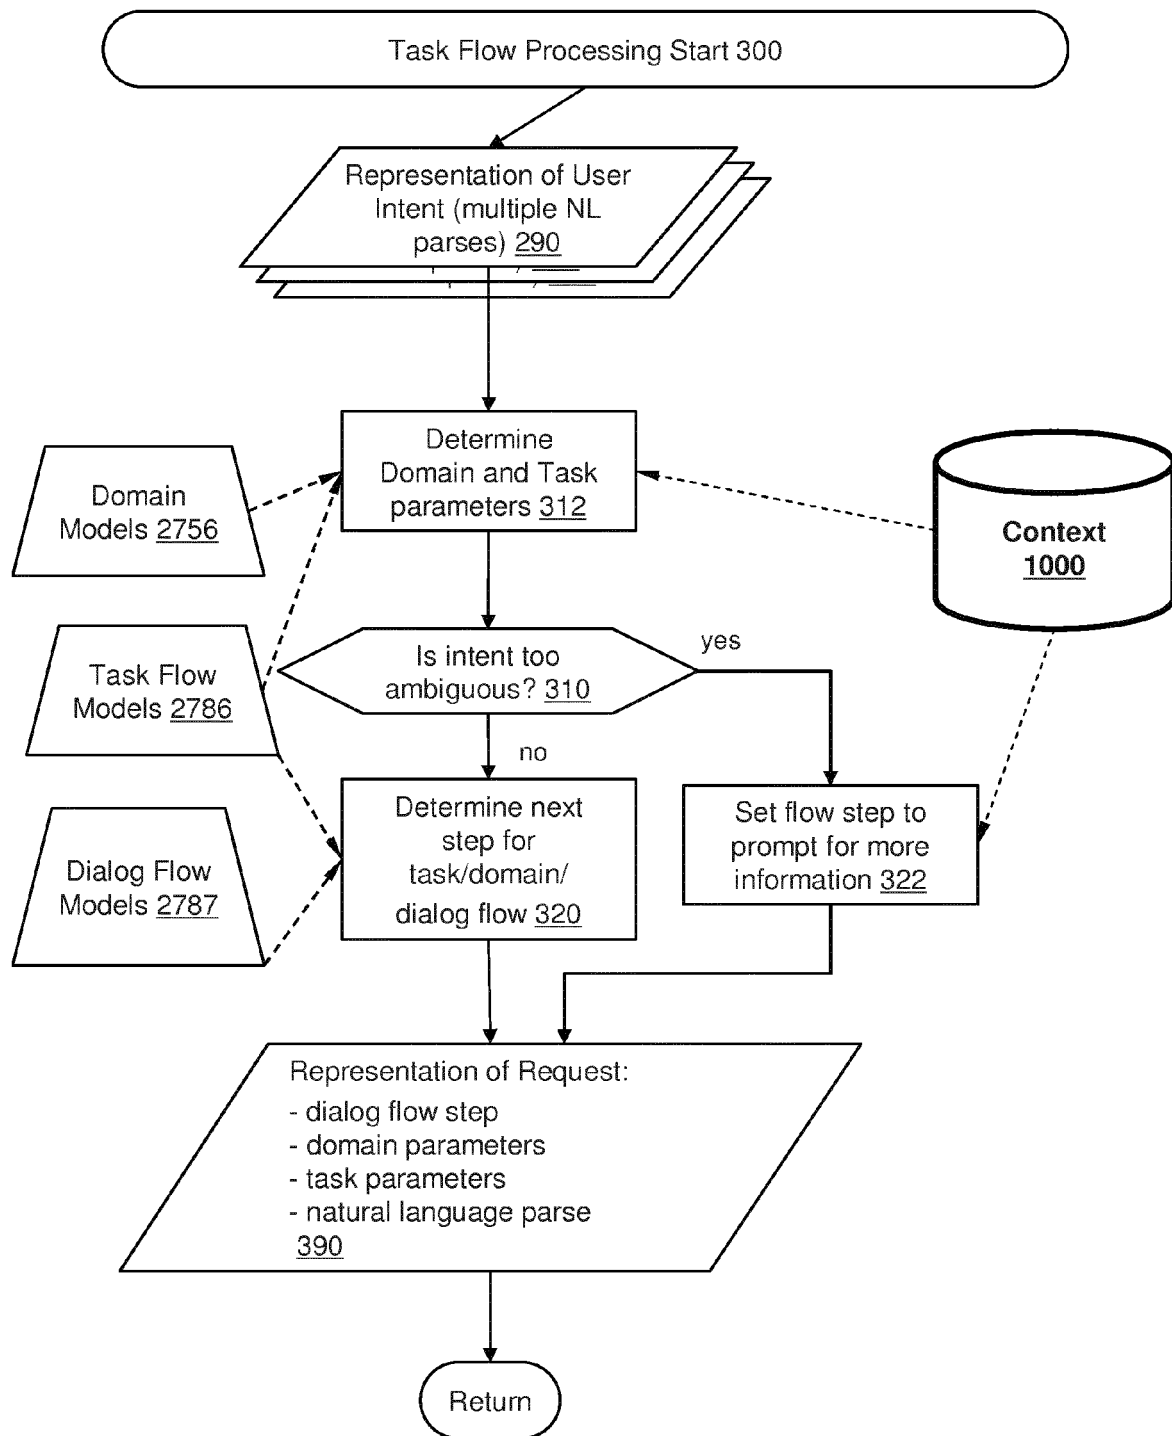 Task Flow Processing Start 300
Representation of User
Intent (multiple NL
parses) 290
Determine
Domain and Task
parameters 312
Domain
Models 2756
Context
1000
Is intent too
ambiguous? 310
yes
Task Flow
Models 2786
no
Determine next
step for
task/domain/
dialog flow 320
Set flow step to
prompt for more
information 322
Dialog Flow
Models 2787
Representation of Request:
- dialog flow step
- domain parameters
- task parameters
- natural language parse
390
Return